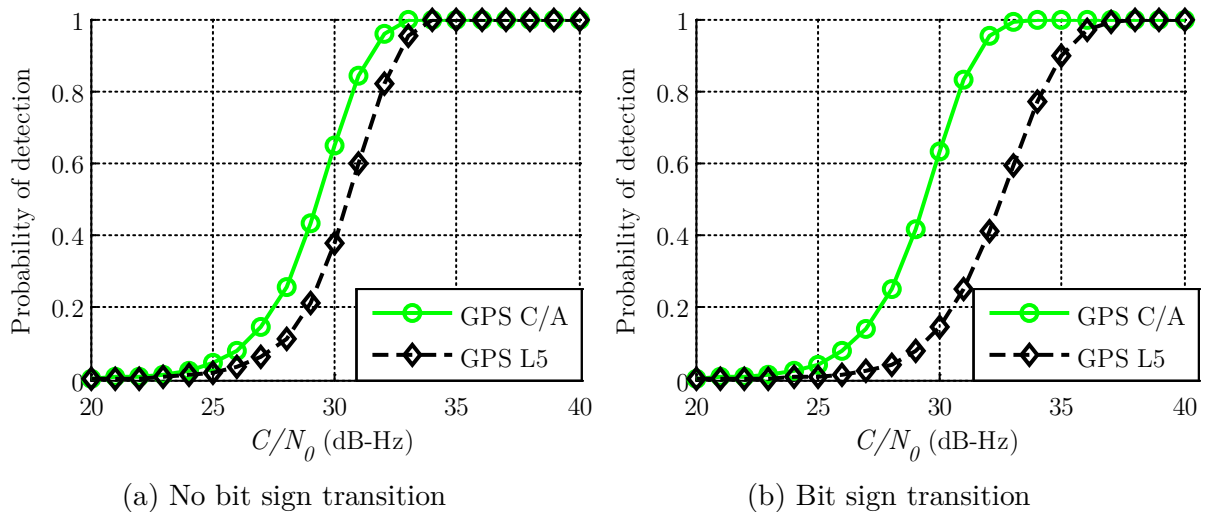 1
0.8
0.6
0.4
0.2
0
Probability of detection
20 25 30 35 40
C/N0 (dB-Hz)
GPS C/A
GPS L5
(a) No bit sign transition
1
0.8
0.6
0.4
0.2
0
Probability of detection
20 25 30 35 40
C/N0 (dB-Hz)
GPS C/A
GPS L5
(b) Bit sign transition